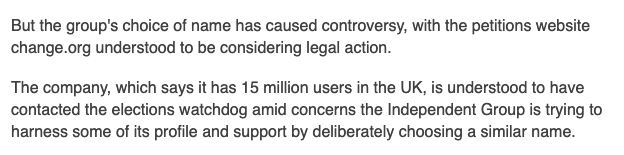 But the group's choice of name has caused controversy, with the petitions website
change.org understood to be considering legal action.
The company, which says it has 15 million users in the UK, is understood to have
contacted the elections watchdog amid concerns the Independent Group is trying to
harness some of its profile and support by deliberately choosing a similar name.